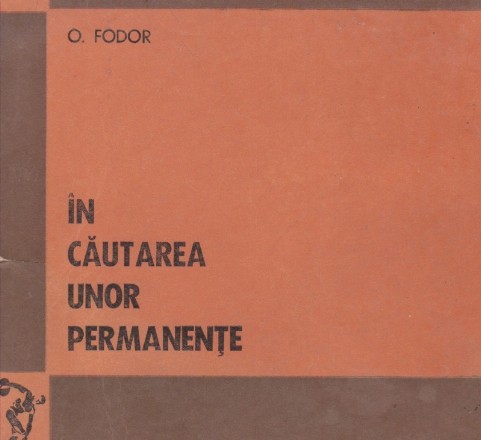 O. FODOR
ÎN
CĂUTAREA
UNOR
PERMANENȚE